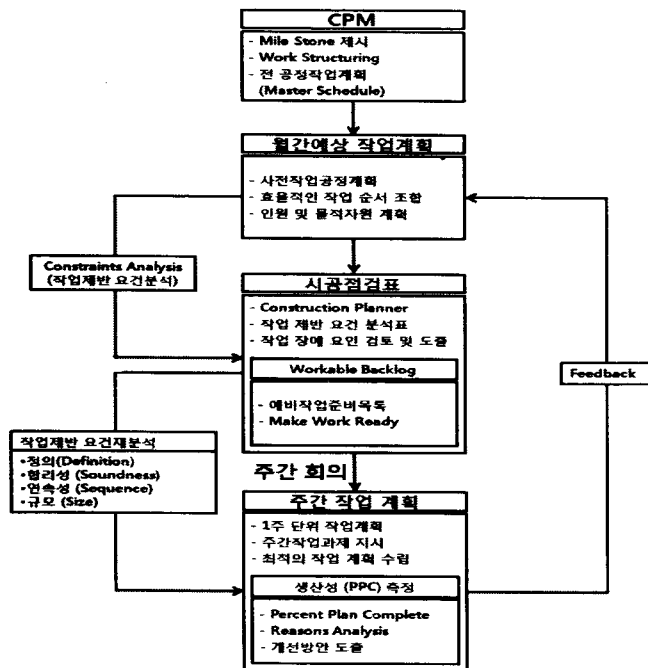 CPM
- Mile Stone 제시
- Work Structuring
- 전 공정작업계획
(Master Schedule)
월간예상 작업계획
- 사전작업공정계획
- 효율적인 작업 순서 조합
- 인원 및 물적자원 계획
Constraints Analysis
(작업제반 요건분석)
시공점검표
- Construction Planner
- 작업 제반 요건 분석표
- 작업 장애 요인 검토 및 도출
Workable Backlog
- 예비작업준비목록
- Make Work Ready
Feedback
작업제반 요건재분석
•정의(Definition)
•합리성 (Soundness)
•연속성 (Sequence)
•규모 (Size)
주간 회의
주간 작업 계획
- 1주 단위 작업계획
- 주간작업과제 지시
- 최적의 작업 계획 수립
생산성 (PPC) 측정
- Percent Plan Complete
- Reasons Analysis
- 개선방안 도출